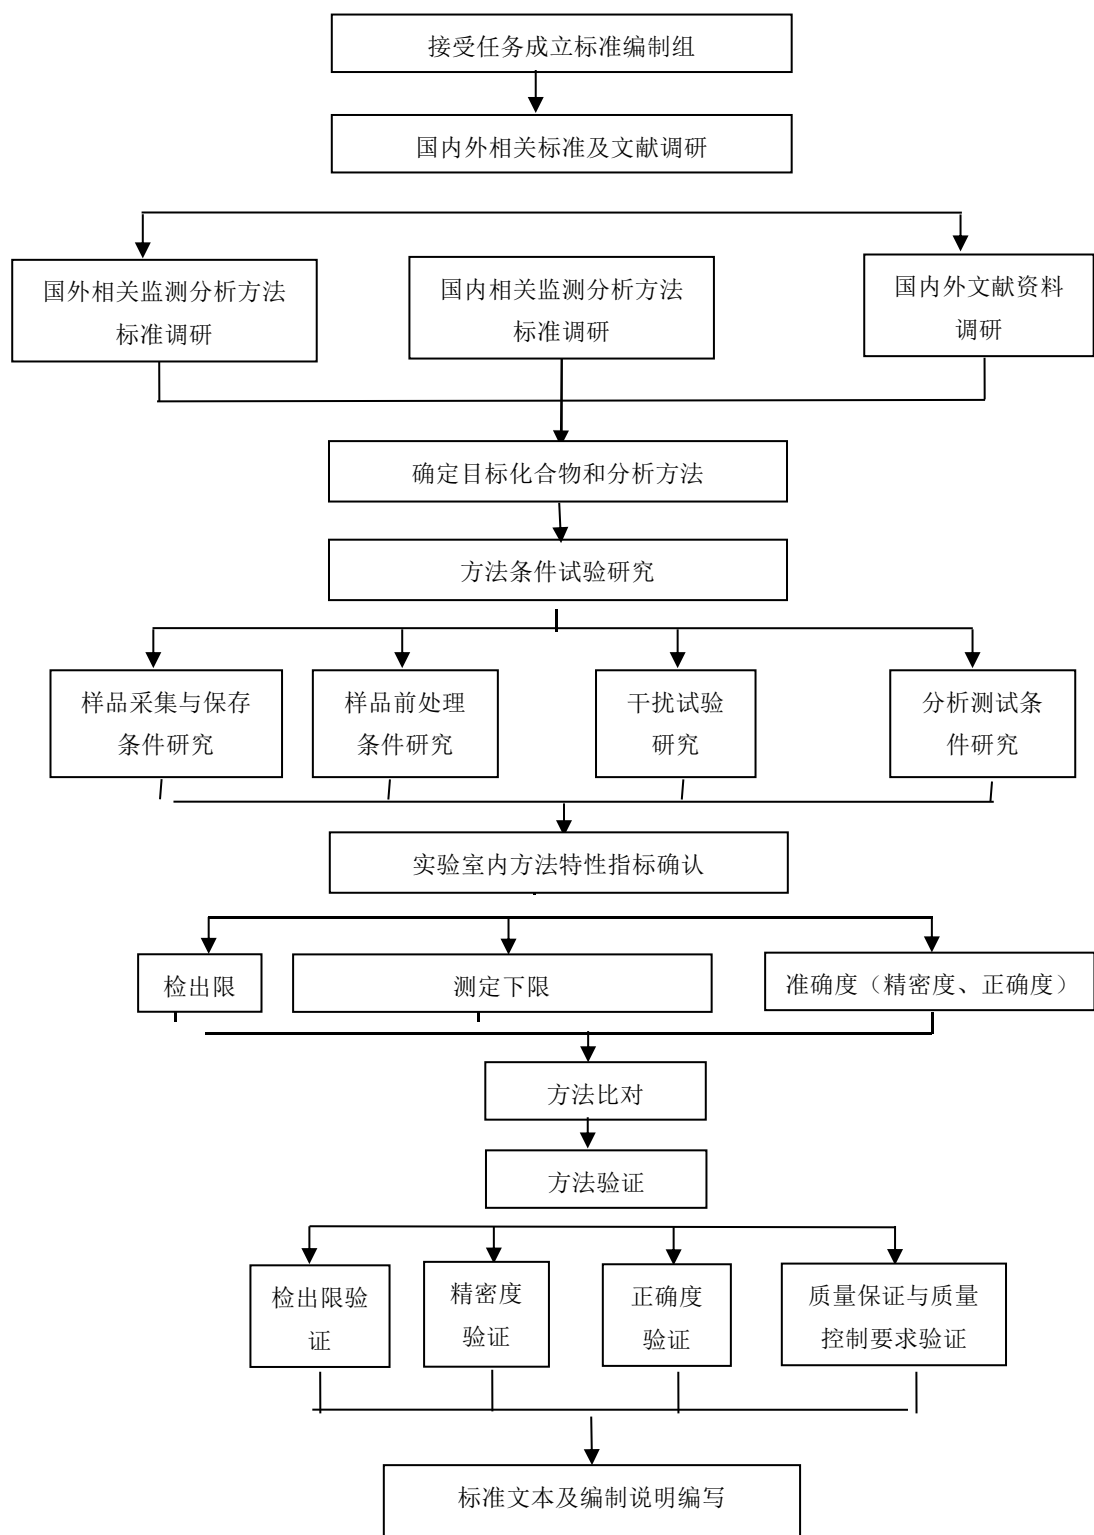 接受任务成立标准编制组
国内外相关标准及文献调研
国外相关监测分析方法
标准调研
国内相关监测分析方法
标准调研
国内外文献资料
调研
确定目标化合物和分析方法
方法条件试验研究
样品采集与保存
条件研究
样品前处理
条件研究
干扰试验
研究
分析测试条
件研究
实验室内方法特性指标确认
检出限
测定下限
准确度（精密度、正确度）
方法比对
方法验证
检出限验
证
精密度
验证
正确度
验证
质量保证与质量
控制要求验证
标准文本及编制说明编写